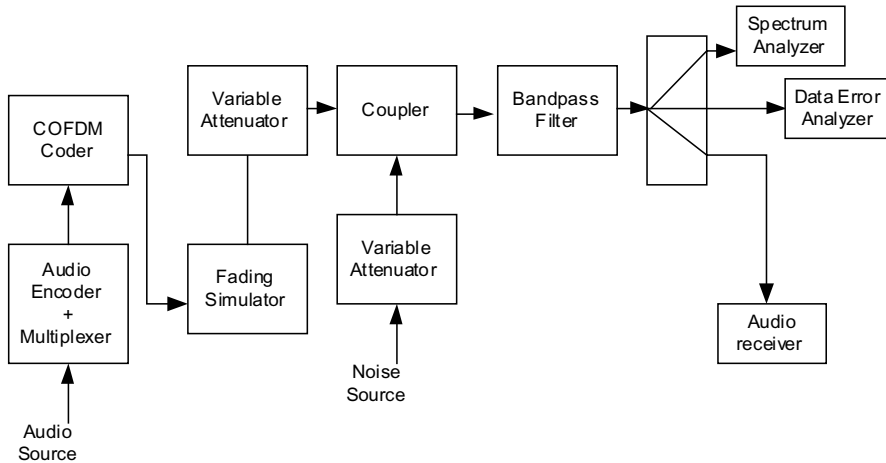 Spectrum
Analyzer
Variable
Attenuator
Coupler
Bandpass
Filter
Data Error
Analyzer
COFDM
Coder
Audio
Encoder
+
Multiplexer
Fading
Simulator
Variable
Attenuator
Audio
receiver
Noise
Source
Audio
Source